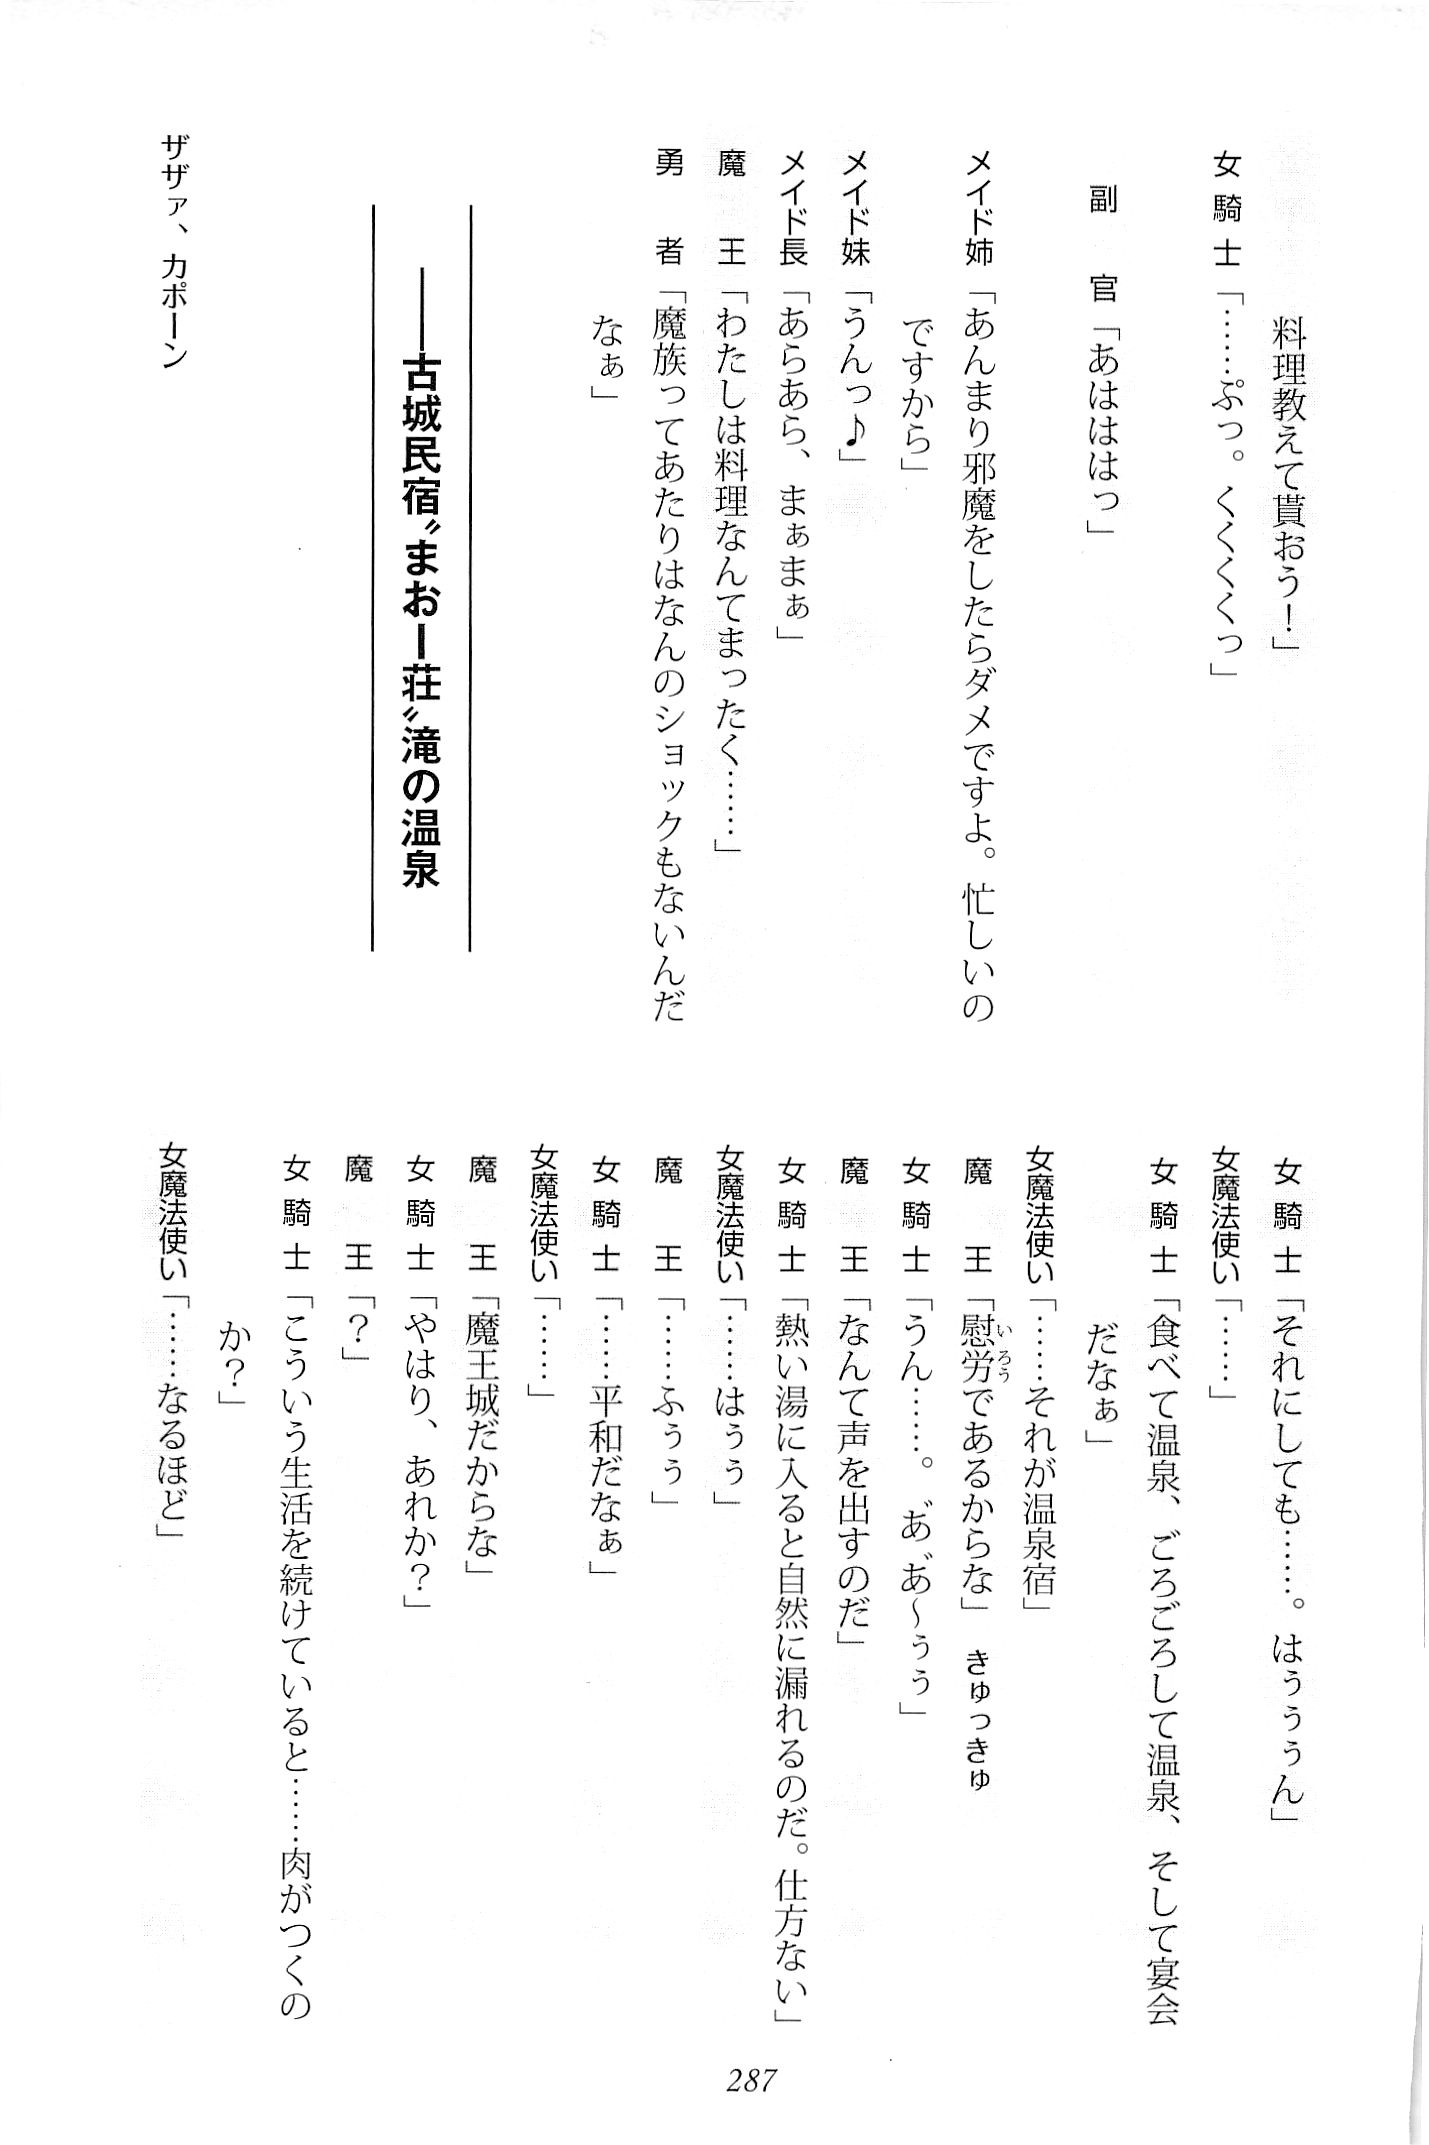 料理教えて貰おう！」
女騎士「……ぷっ。くくくくっ」
副官「あはははっ」
メイド姉「あんまり邪魔をしたらダメですよ。忙しいの
ですから」
メイド妹「うんっ♪」
メイド長「あらあら、まぁまぁ」
魔王「わたしは料理なんてまったく……」
勇者「魔族ってあたりはなんのショックもないんだ
なぁ」
――古城民宿〝まおー荘〟滝の温泉
ザザァ、カポーン
女騎士「それにしても……。はぅぅぅん」
女魔法使い「……」
女騎士「食べて温泉、ごろごろして温泉、そして宴会
だなぁ」
女魔法使い「……それが温泉宿」
魔王「慰労いろうであるからな」　きゅっきゅ
女騎士「うん……。あ゛あ゛～ぅぅ」
魔王「なんて声を出すのだ」
女騎士「熱い湯に入ると自然に漏れるのだ。仕方ない」
女魔法使い「……はぅぅ」
魔王「……ふぅぅ」
女騎士「……平和だなぁ」
女魔法使い「……」
魔王「魔王城だからな」
女騎士「やはり、あれか？」
魔王「？」
女騎士「こういう生活を続けていると……肉がつくの
か？」
女魔法使い「……なるほど」
287